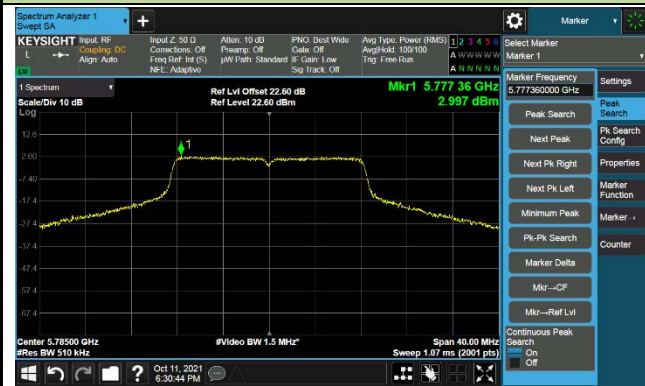 Spectrum Analyzer 1
Swept SA
Marker
KEYSIGHT
L
Input: RF
Coupling: DC
Align: Auto
Input Z: 50 Ω
Corrections: Off
Freq Ref: Int (S)
NFE: Adaptive
Atten: 10 dB
Preamp: Off
µW Path: Standard
PNO: Best Wide
Gate: Off
IF Gain: Low
Sig Track: Off
Avg Type: Power (RMS)
Avg|Hold: 100/100
Trig: Free Run
1 2 3 4 5 6
A W W W W W
A N N N N N
Select Marker
Marker 1
1 Spectrum
Scale/Div 10 dB
Log
Ref Lvl Offset 22.60 dB
Ref Level 22.60 dBm
Mkr1 5.777 36 GHz
2.997 dBm
1
12.6
2.60
-7.40
-17.4
-27.4
-37.4
-47.4
-57.4
-67.4
Center 5.78500 GHz
#Res BW 510 kHz
#Video BW 1.5 MHz*
Span 40.00 MHz
Sweep 1.07 ms (2001 pts)
Marker Frequency
5.777360000 GHz
Peak Search
Next Peak
Next Pk Right
Next Pk Left
Minimum Peak
Pk-Pk Search
Marker Delta
Mkr→CF
Mkr→Ref Lvl
Continuous Peak
Search
On
Off
Settings
Peak
Search
Pk Search
Config
Properties
Marker
Function
Marker→
Counter
?
Oct 11, 2021
6:30:44 PM